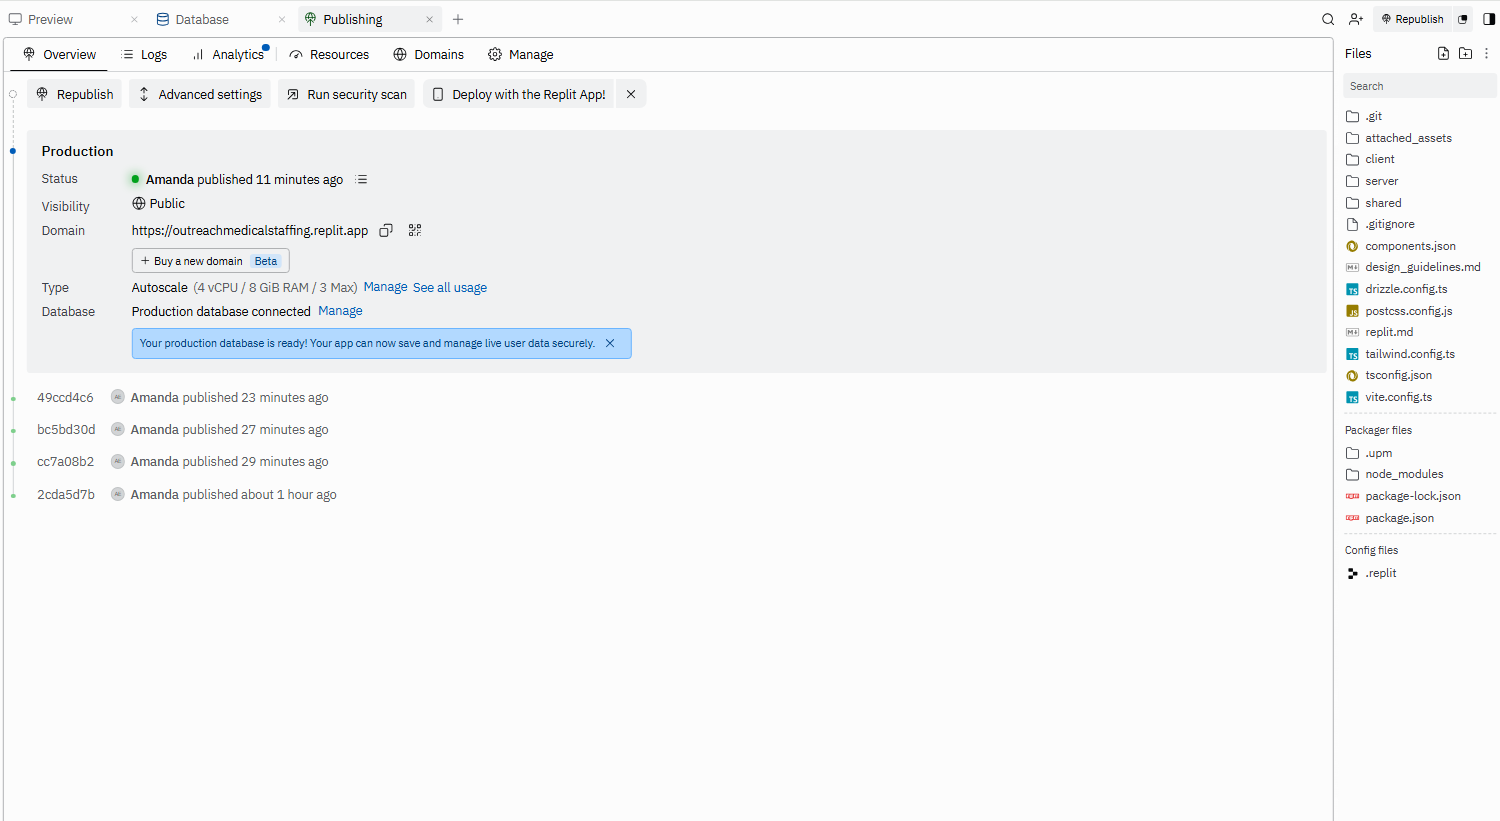 Preview
Database
Publishing
Republish
Overview
Logs
Analytics
Resources
Domains
Manage
Republish
Advanced settings
Run security scan
Deploy with the Replit App!
Production
Status
Amanda published 11 minutes ago
Visibility
Public
Domain
https://outreachmedicalstaffing.replit.app
Buy a new domain Beta
Type
Autoscale (4 vCPU / 8 GiB RAM / 3 Max) Manage See all usage
Database
Production database connected Manage
Your production database is ready! Your app can now save and manage live user data securely.
49ccd4c6 Amanda published 23 minutes ago
bc5bd30d Amanda published 27 minutes ago
cc7a08b2 Amanda published 29 minutes ago
2cda5d7b Amanda published about 1 hour ago
Files
Search
.git
attached_assets
client
server
shared
.gitignore
components.json
design_guidelines.md
drizzle.config.ts
postcss.config.js
replit.md
tailwind.config.ts
tsconfig.json
vite.config.ts
Packager files
.upm
node_modules
package-lock.json
package.json
Config files
.replit